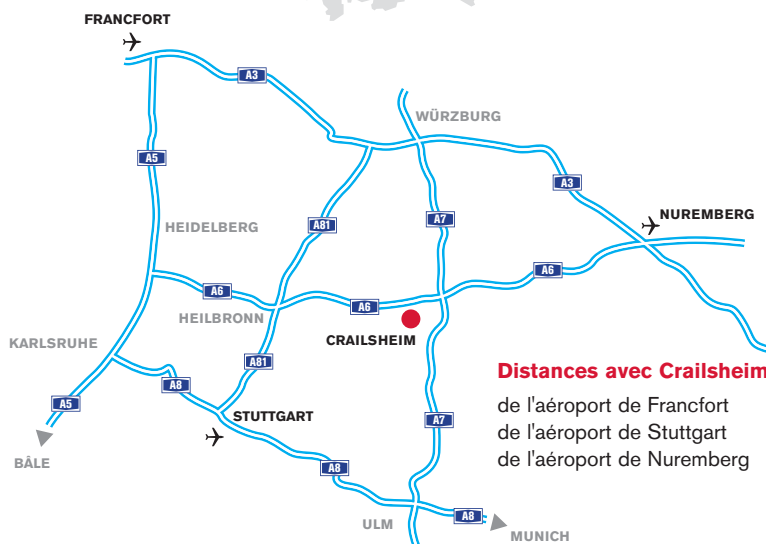 FRANCFORT
A3
WÜRZBURG
A5
A3
HEIDELBERG
A81
A7
NUREMBERG
A6
A6
A6
HEILBRONN
CRAILSHEIM
KARLSRUHE
A81
A8
A5
STUTTGART
Distances avec Crailsheim
de l'aéroport de Francfort
de l'aéroport de Stuttgart
de l'aéroport de Nuremberg
A7
BÂLE
A8
ULM
A8
MUNICH